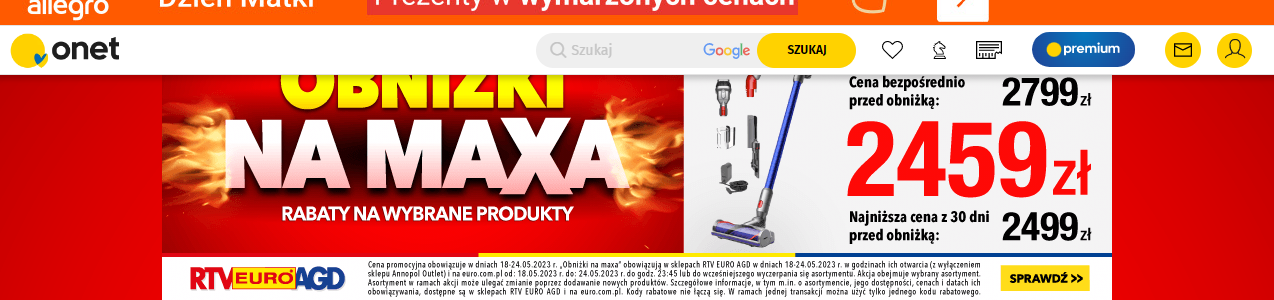 allegro
Dzień Matki
Prezenty w wymarzonych cenach
onet
Szukaj
Google
SZUKAJ
premium
OBNIŻKI
NA MAXA
RABATY NA WYBRANE PRODUKTY
Cena bezpośrednio
przed obniżką:
2799 zł
2459 zł
Najniższa cena z 30 dni
przed obniżką:
2499 zł
RTV EURO AGD
Cena promocyjna obowiązuje w dniach 18-24.05.2023 r. „Obniżki na maxa" obowiązują w sklepach RTV EURO AGD w dniach 18-24.05.2023 r. w godzinach ich otwarcia (z wyłączeniem
sklepu Annopol Outlet) i na euro.com.pl od: 18.05.2023 r. do: 24.05.2023 r. do godz. 23:45 lub do wcześniejszego wyczerpania się asortymentu. Akcja obejmuje wybrany asortyment.
Asortyment w ramach akcji może ulegać zmianie poprzez dodawanie nowych produktów. Szczegółowe informacje, w tym m.in. o asortymencie, jego dostępności, cenach i datach ich
obowiązywania, dostępne są w sklepach RTV EURO AGD i na euro.com.pl. Kody rabatowe nie łączą się. W ramach jednej transakcji można użyć tylko jednego kodu rabatowego.
SPRAWDŹ >>